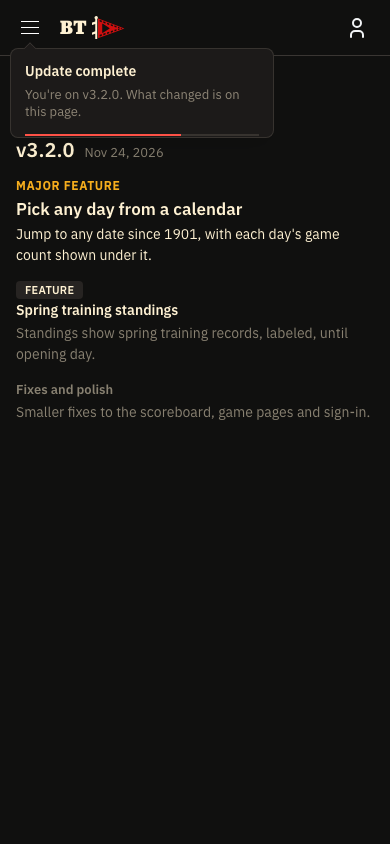 BT
Update complete
You're on v3.2.0. What changed is on
this page.
v3.2.0 Nov 24, 2026
MAJOR FEATURE
Pick any day from a calendar
Jump to any date since 1901, with each day's game
count shown under it.
FEATURE
Spring training standings
Standings show spring training records, labeled, until
opening day.
Fixes and polish
Smaller fixes to the scoreboard, game pages and sign-in.